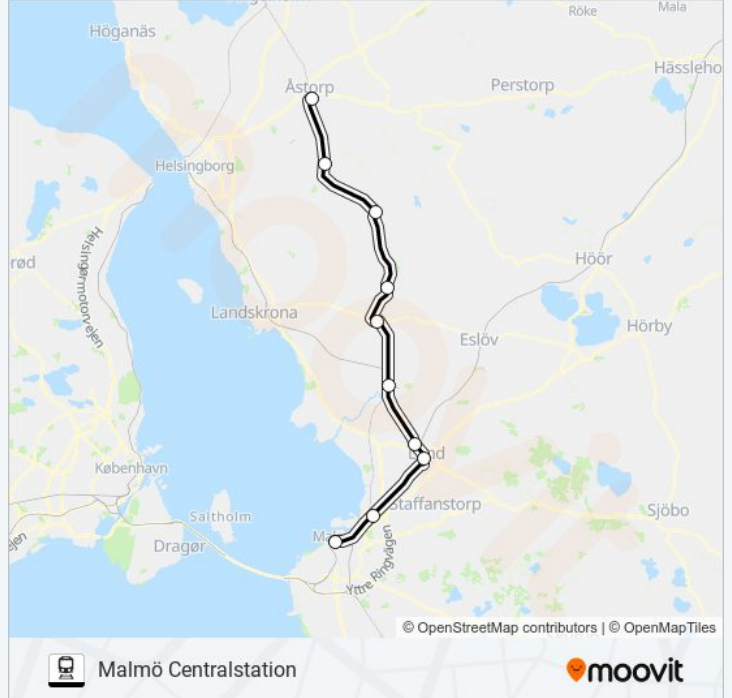 Höganäs
Röke
Mala
Åstorp
Perstorp
Hässleho
Helsingborg
Helsingørmotorvejen
rød
Höör
Landskrona
Hörby
Eslöv
København
Lund
Saltholm
Staffanstorp
Sjöbo
Dragør
Yttre Ringvägen
© OpenStreetMap contributors | © OpenMapTiles
Malmö Centralstation
moovit